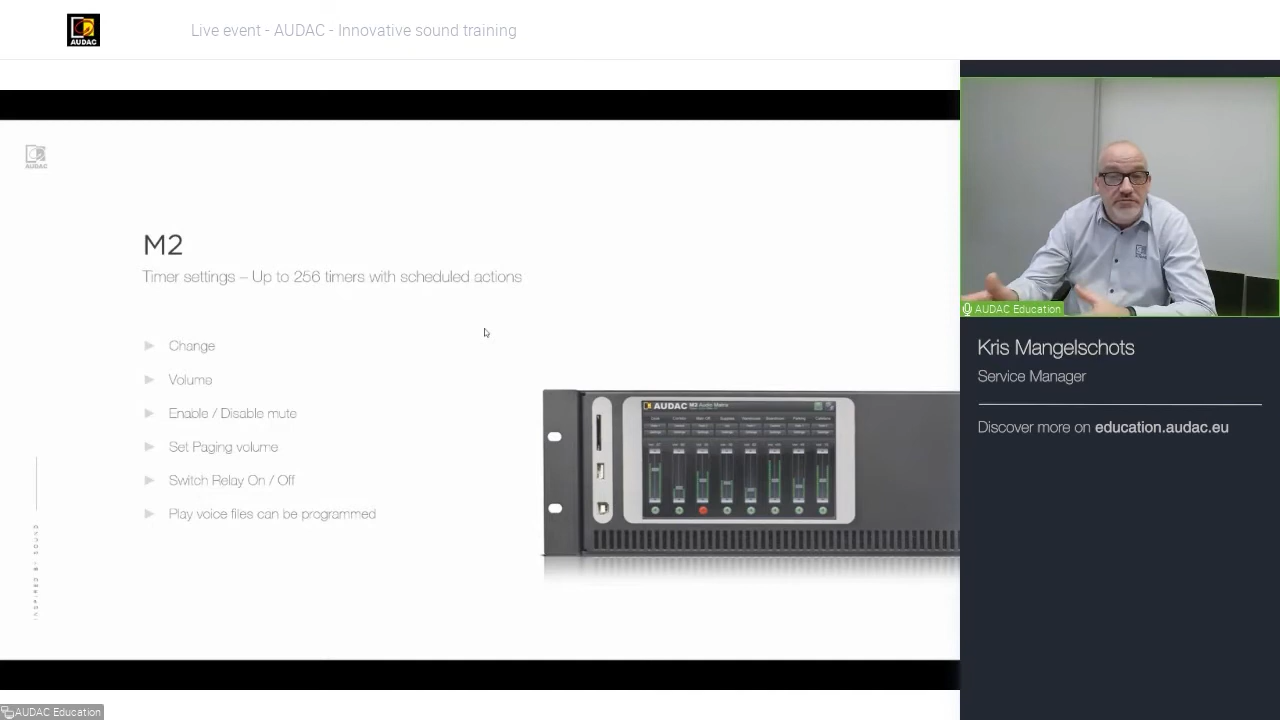 AUDAC
Live event - AUDAC - Innovative sound training
AUDAC
M2
Timer settings – Up to 256 timers with scheduled actions
Change
Volume
Enable / Disable mute
Set Paging volume
Switch Relay On / Off
Play voice files can be programmed
AUDAC M2 Audio Matrix
AUDAC Education
Kris Mangelschots
Service Manager
Discover more on education.audac.eu
AUDAC Education